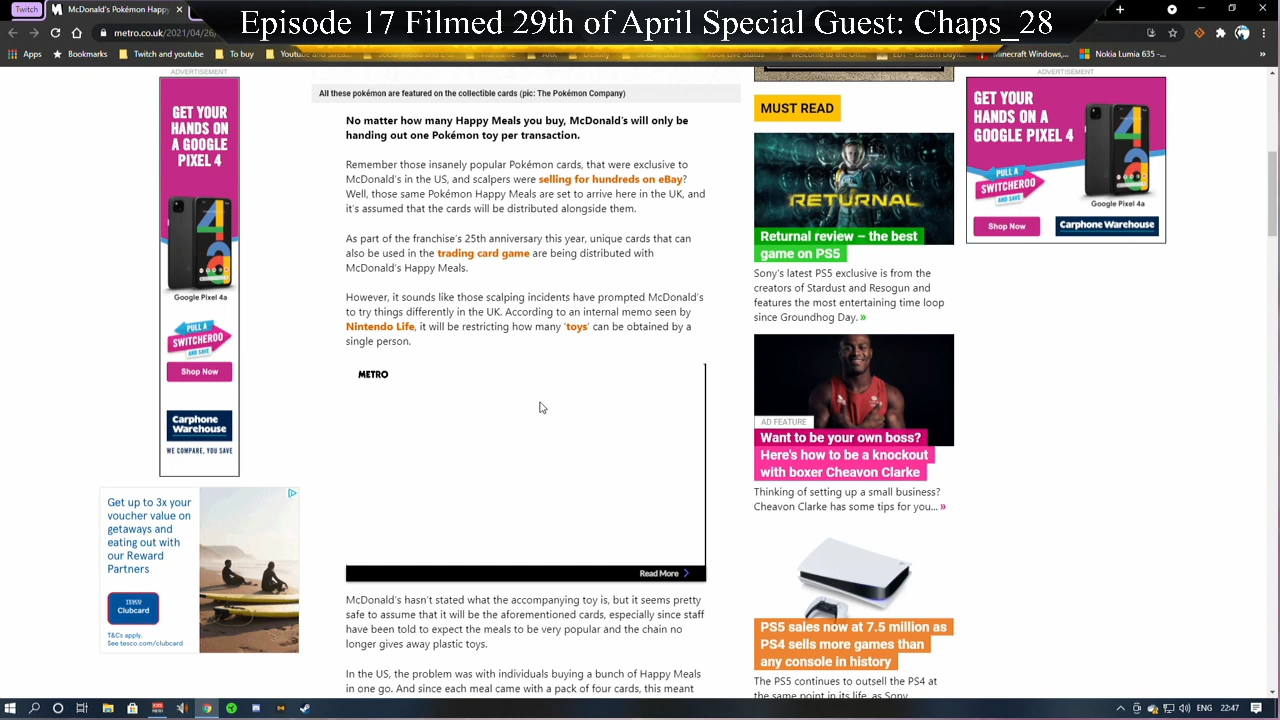 Twitch
McDonald's Happy Meal Pokémon
metro.co.uk/2021/04/26/
Episode 17 - Youtuber: Xx_ImTakingTheL_xX & Chaps_28
Apps
Bookmarks
Twitch and youtube
To buy
Minecraft Windows,...
Nokia Lumia 635 -...
ADVERTISEMENT
GET YOUR
HANDS ON
A GOOGLE
PIXEL 4
Google Pixel 4a
PULL A
SWITCHEROO
AND SAVE
Shop Now
Carphone
Warehouse
WE COMPARE, YOU SAVE
Get up to 3x your
voucher value on
getaways and
eating out with
our Reward
Partners
TESCO
Clubcard
T&Cs apply.
See tesco.com/clubcard
All these pokémon are featured on the collectible cards (pic: The Pokémon Company)
No matter how many Happy Meals you buy, McDonald's will only be
handing out one Pokémon toy per transaction.
Remember those insanely popular Pokémon cards, that were exclusive to
McDonald's in the US, and scalpers were selling for hundreds on eBay?
Well, those same Pokémon Happy Meals are set to arrive here in the UK, and
it's assumed that the cards will be distributed alongside them.
As part of the franchise's 25th anniversary this year, unique cards that can
also be used in the trading card game are being distributed with
McDonald's Happy Meals.
However, it sounds like those scalping incidents have prompted McDonald's
to try things differently in the UK. According to an internal memo seen by
Nintendo Life, it will be restricting how many 'toys' can be obtained by a
single person.
METRO
Read More
McDonald's hasn't stated what the accompanying toy is, but it seems pretty
safe to assume that it will be the aforementioned cards, especially since staff
have been told to expect the meals to be very popular and the chain no
longer gives away plastic toys.
In the US, the problem was with individuals buying a bunch of Happy Meals
in one go. And since each meal came with a pack of four cards, this meant
MUST READ
RETURNAL
Returnal review – the best
game on PS5
Sony's latest PS5 exclusive is from the
creators of Stardust and Resogun and
features the most entertaining time loop
since Groundhog Day. »
AD FEATURE
Want to be your own boss?
Here's how to be a knockout
with boxer Cheavon Clarke
Thinking of setting up a small business?
Cheavon Clarke has some tips for you... »
PS5 sales now at 7.5 million as
PS4 sells more games than
any console in history
The PS5 continues to outsell the PS4 at
the same point in its life, as Sony
ADVERTISEMENT
GET YOUR
HANDS ON A
GOOGLE PIXEL 4
PULL A
SWITCHEROO
AND SAVE
Google Pixel 4a
Shop Now
Carphone Warehouse
ENG
22:47